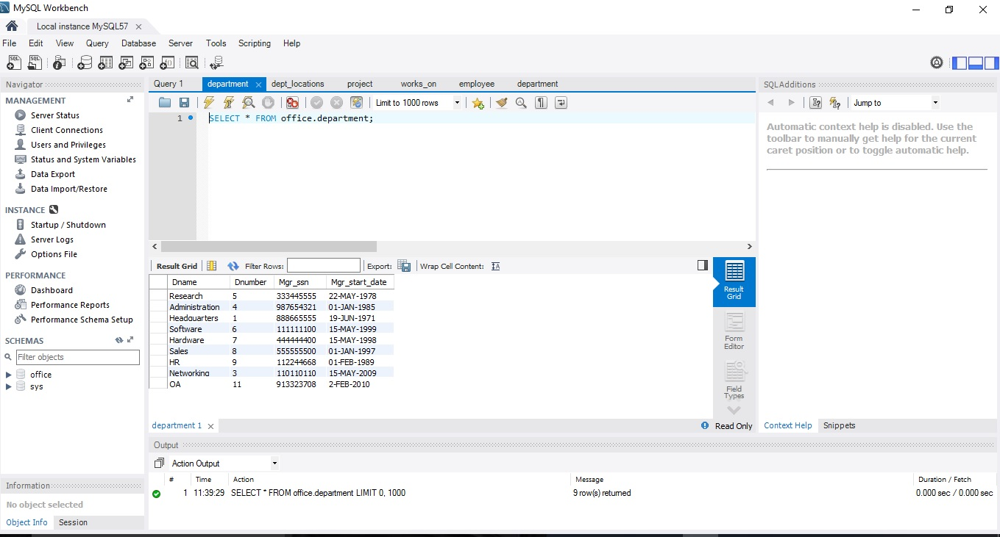 MySQL Workbench
Local instance MySQL57
File Edit View Query Database Server Tools Scripting Help
Navigator
MANAGEMENT
Server Status
Client Connections
Users and Privileges
Status and System Variables
Data Export
Data Import/Restore
INSTANCE
Startup / Shutdown
Server Logs
Options File
PERFORMANCE
Dashboard
Performance Reports
Performance Schema Setup
SCHEMAS
Filter objects
office
sys
Information
No object selected
Object Info Session
Query 1 department dept_locations project works_on employee department
Limit to 1000 rows
1 SELECT * FROM office.department;
Result Grid Filter Rows: Export: Wrap Cell Content:
Dname Dnumber Mgr_ssn Mgr_start_date
Research 5 333445555 22-MAY-1978
Administration 4 987654321 01-JAN-1985
Headquarters 1 888665555 19-JUN-1971
Software 6 111111100 15-MAY-1999
Hardware 7 444444400 15-MAY-1998
Sales 8 555555500 01-JAN-1997
HR 9 112244668 01-FEB-1989
Networking 3 110110110 15-MAY-2009
OA 11 913323708 2-FEB-2010
Result
Grid
Form
Editor
Field
Types
department 1 Read Only
SQLAdditions
Jump to
Automatic context help is disabled. Use the
toolbar to manually get help for the current
caret position or to toggle automatic help.
Context Help Snippets
Output
Action Output
# Time Action Message Duration / Fetch
1 11:39:29 SELECT * FROM office.department LIMIT 0, 1000 9 row(s) returned 0.000 sec / 0.000 sec